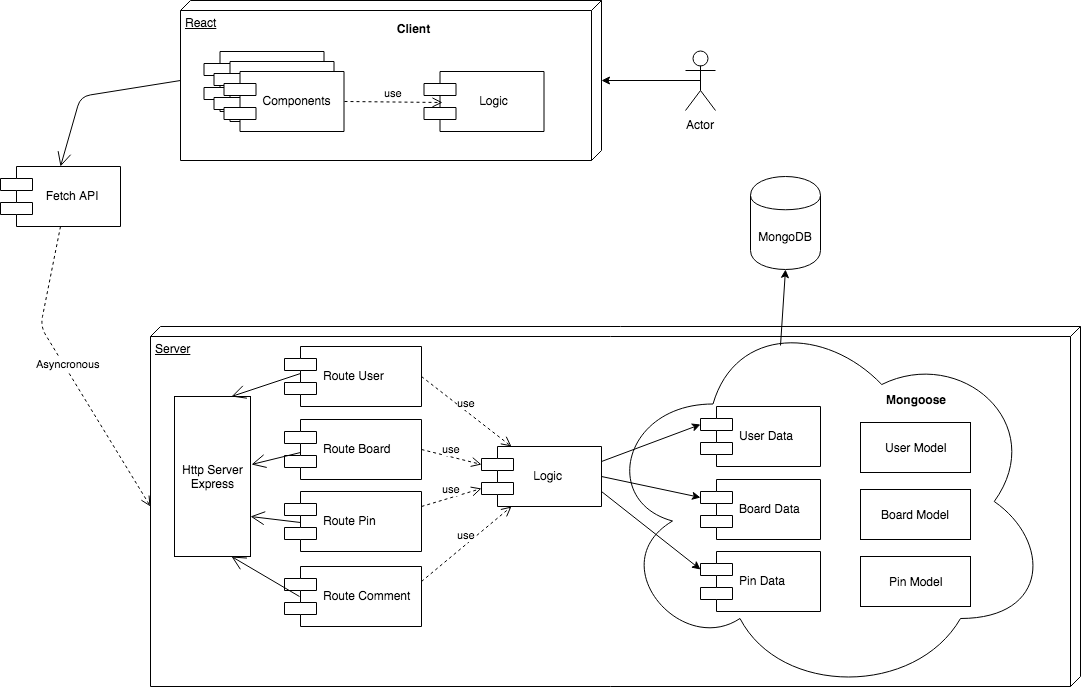 React
Client
Components
use
Logic
Actor
Fetch API
MongoDB
Asyncronous
Server
Route User
use
Mongoose
User Data
User Model
Http Server
Express
Route Board
use
Logic
Board Data
Board Model
Route Pin
use
Pin Data
Pin Model
Route Comment
use